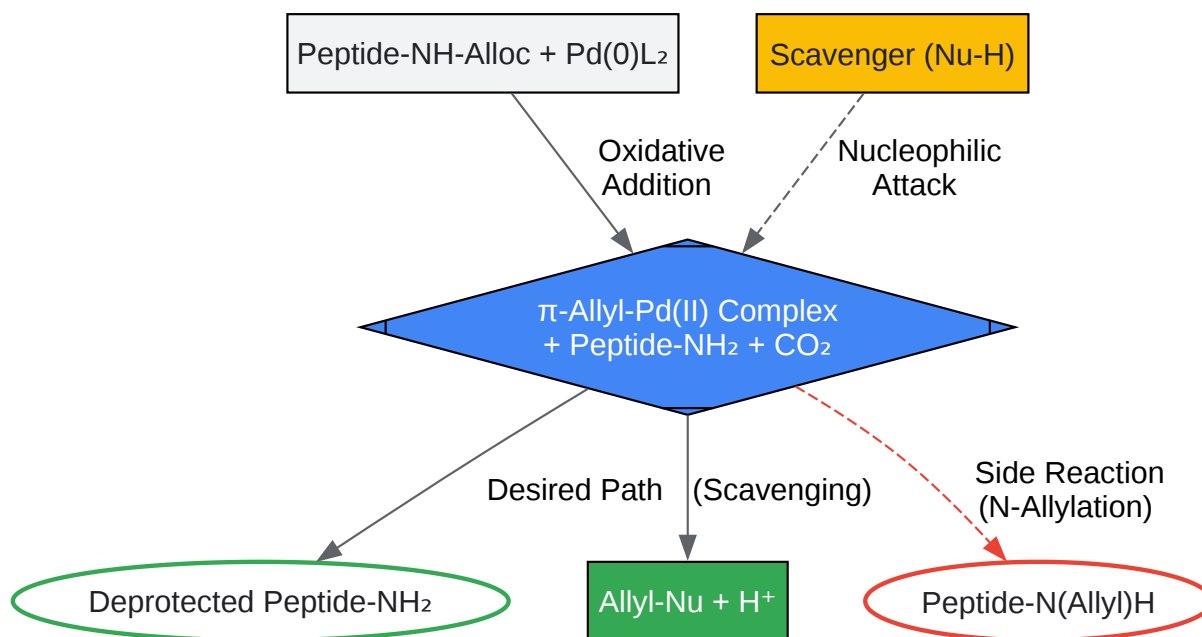 Peptide-NH-Alloc + Pd(0)L₂
Scavenger (Nu-H)
Oxidative
Addition
Nucleophilic
Attack
π-Allyl-Pd(II) Complex
+ Peptide-NH₂ + CO₂
Desired Path
(Scavenging)
Side Reaction
(N-Allylation)
Deprotected Peptide-NH₂
Allyl-Nu + H⁺
Peptide-N(Allyl)H